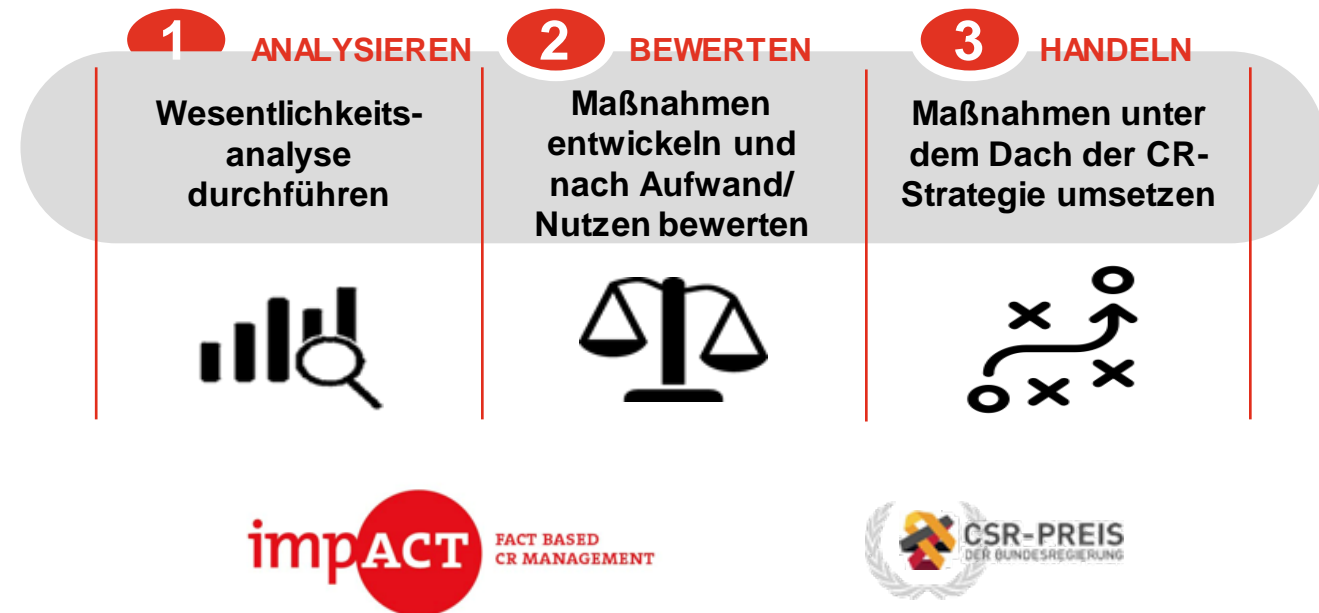 1 ANALYSIEREN
Wesentlichkeits-
analyse
durchführen
2 BEWERTEN
Maßnahmen
entwickeln und
nach Aufwand/
Nutzen bewerten
3 HANDELN
Maßnahmen unter
dem Dach der CR-
Strategie umsetzen
impACT
FACT BASED
CR MANAGEMENT
CSR-PREIS
DER BUNDESREGIERUNG